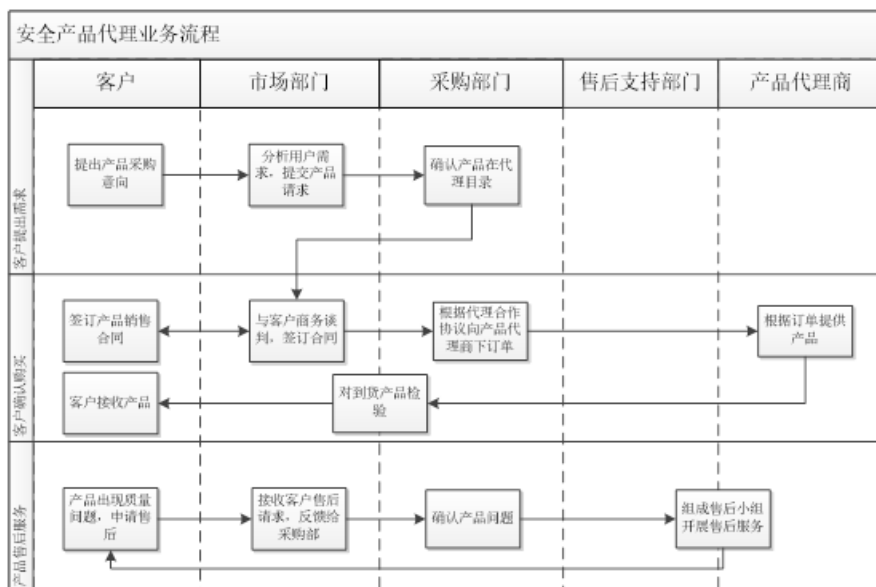 安全产品代理业务流程
客户
市场部门
采购部门
售后支持部门
产品代理商
客户提出需求
提出产品采购
意向
分析用户需
求，提交产品
请求
确认产品在代
理目录
客户确认购买
签订产品销售
合同
与客户商务谈
判，签订合同
根据代理合作
协议向产品代
理商下订单
根据订单提供
产品
客户接收产品
对到货产品检
验
产品售后服务
产品出现质量
问题，申请售
后
接收客户售后
请求，反馈给
采购部
确认产品问题
组成售后小组
开展售后服务